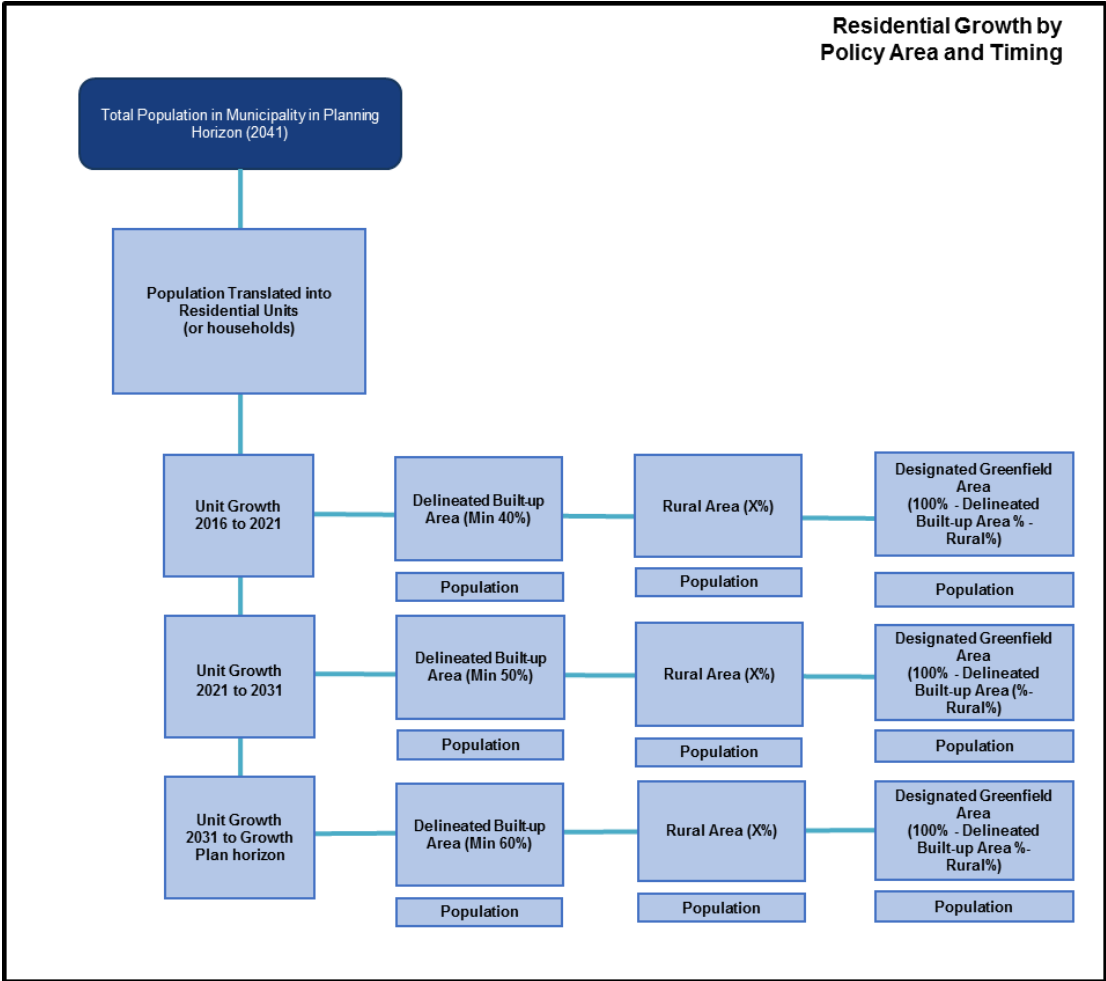 Residential Growth by
Policy Area and Timing
Total Population in Municipality in Planning
Horizon (2041)
Population Translated into
Residential Units
(or households)
Unit Growth
2016 to 2021
Delineated Built-up
Area (Min 40%)
Population
Rural Area (X%)
Population
Designated Greenfield
Area
(100% - Delineated
Built-up Area % -
Rural%)
Population
Unit Growth
2021 to 2031
Delineated Built-up
Area (Min 50%)
Population
Rural Area (X%)
Population
Designated Greenfield
Area
(100% - Delineated
Built-up Area (%-
Rural%)
Population
Unit Growth
2031 to Growth
Plan horizon
Delineated Built-up
Area (Min 60%)
Population
Rural Area (X%)
Population
Designated Greenfield
Area
(100% - Delineated
Built-up Area %-
Rural%)
Population